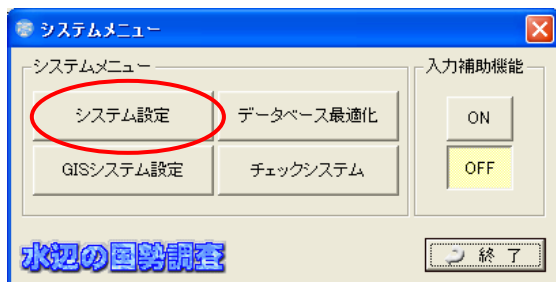 システムメニュー
システムメニュー
入力補助機能
システム設定
データベース最適化
ON
GISシステム設定
チェックシステム
OFF
水辺の国勢調査
終 了